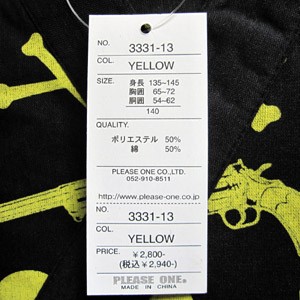 NO. 3331-13
COL. YELLOW
SIZE. 身長 135~145
胸囲 65~72
胴囲 54~62
140
QUALITY.
ポリエステル 50%
綿 50%
PLEASE ONE CO.,LTD.
052-910-8511
http://www.please-one.co.jp
NO. 3331-13
COL. YELLOW
PRICE. ¥2,800-
(税込¥2,940-)
PLEASE ONE.
MADE IN CHINA